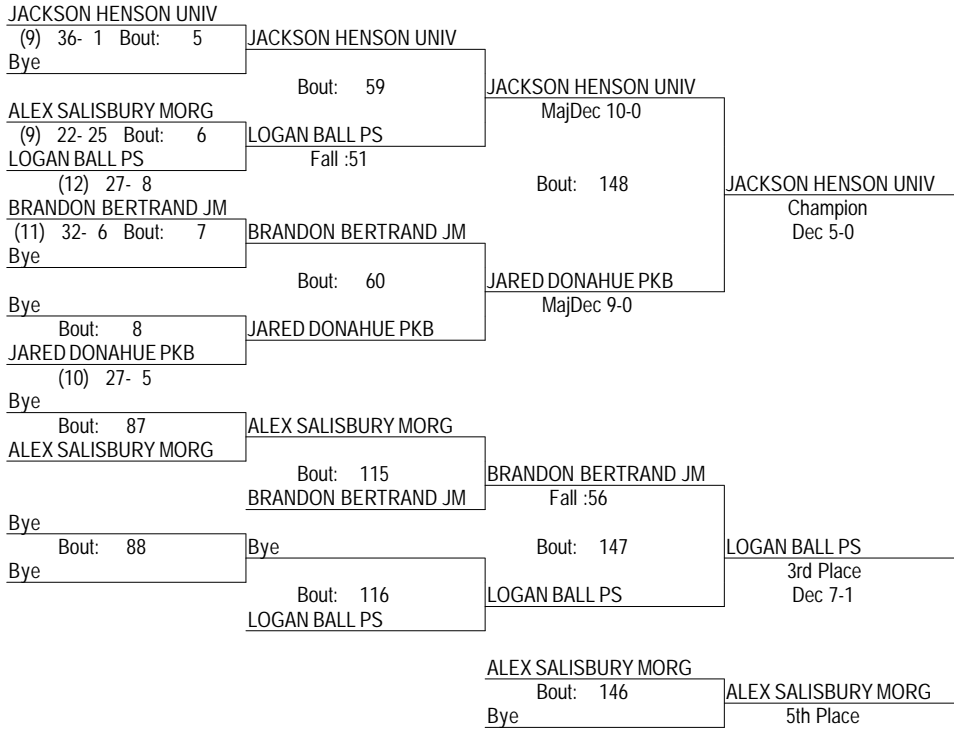 JACKSON HENSON UNIV
(9) 36- 1 Bout: 5
Bye
JACKSON HENSON UNIV
Bout: 59
ALEX SALISBURY MORG
(9) 22- 25 Bout: 6
LOGAN BALL PS
(12) 27- 8
LOGAN BALL PS
Fall :51
JACKSON HENSON UNIV
MajDec 10-0
Bout: 148
BRANDON BERTRAND JM
(11) 32- 6 Bout: 7
Bye
BRANDON BERTRAND JM
Bout: 60
Bye
Bout: 8
JARED DONAHUE PKB
(10) 27- 5
JARED DONAHUE PKB
JARED DONAHUE PKB
MajDec 9-0
JACKSON HENSON UNIV
Champion
Dec 5-0
Bye
Bout: 87
ALEX SALISBURY MORG
ALEX SALISBURY MORG
Bout: 115
BRANDON BERTRAND JM
BRANDON BERTRAND JM
Fall :56
Bout: 147
Bye
Bout: 88
Bye
Bye
Bout: 116
LOGAN BALL PS
LOGAN BALL PS
LOGAN BALL PS
3rd Place
Dec 7-1
ALEX SALISBURY MORG
Bout: 146
Bye
ALEX SALISBURY MORG
5th Place